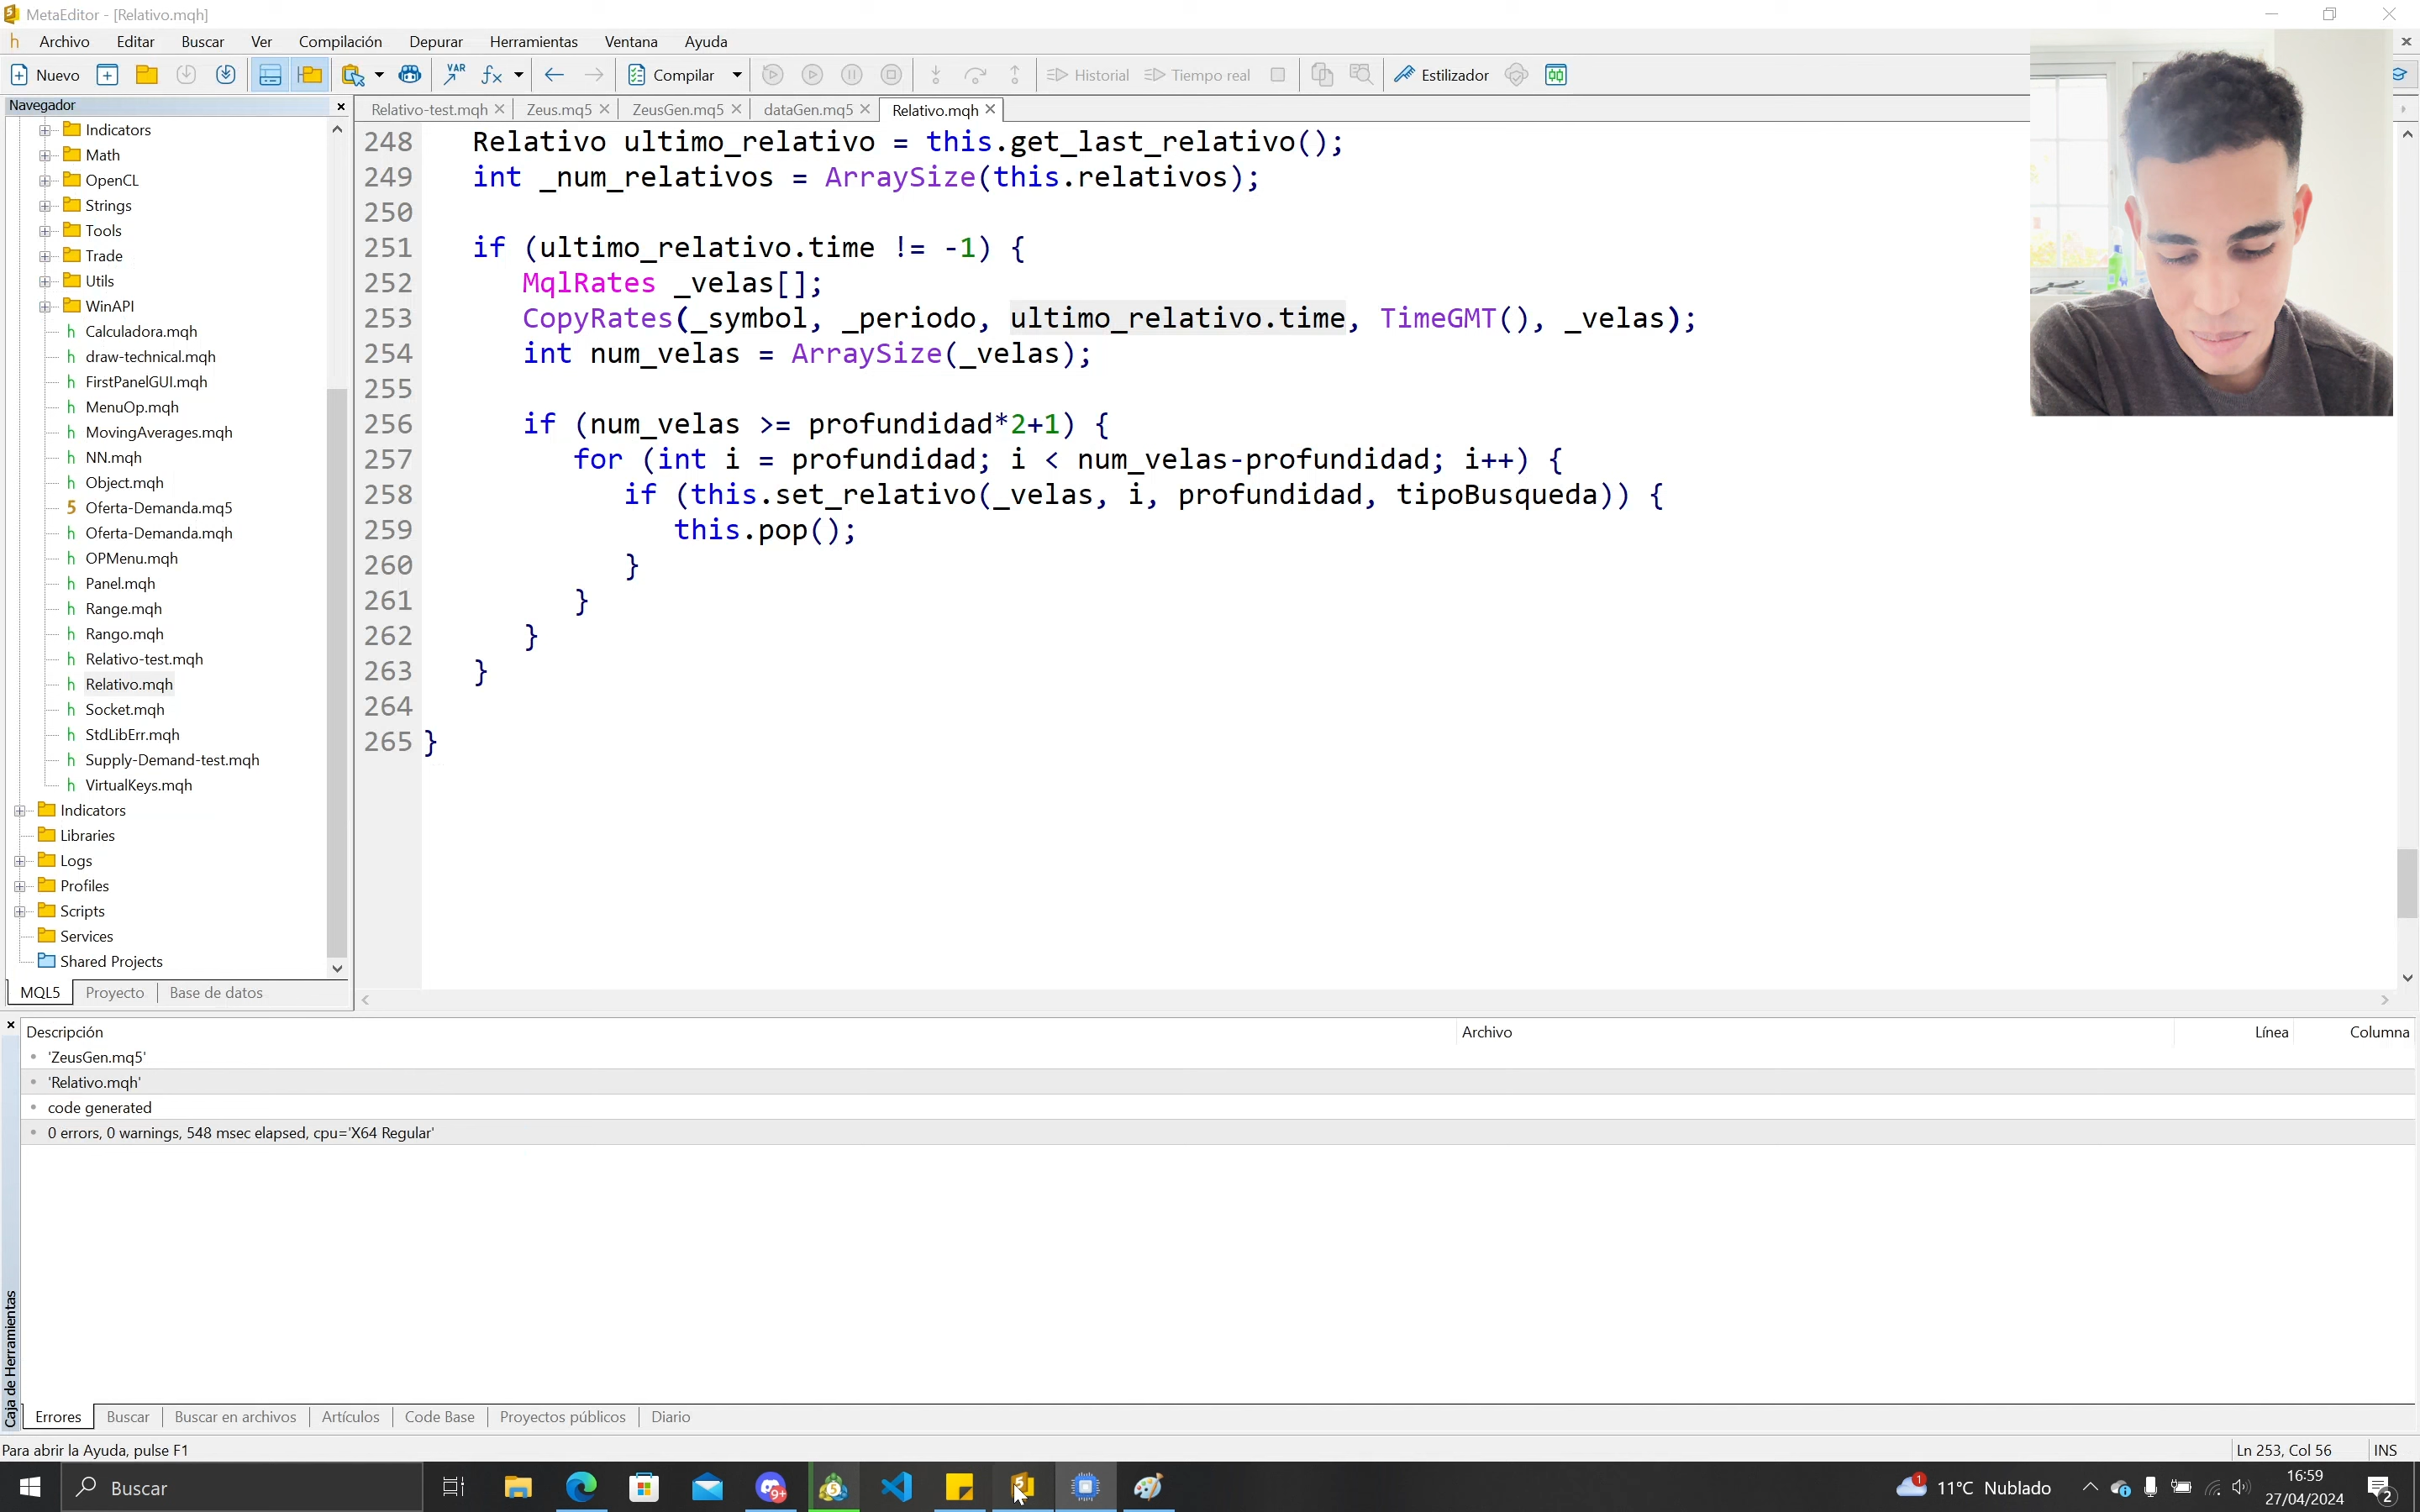 MetaEditor - [Relativo.mqh]
Archivo Editar Buscar Ver Compilación Depurar Herramientas Ventana Ayuda
Nuevo VAR fx Compilar Historial Tiempo real Estilizador
Navegador
Relativo-test.mqh Zeus.mq5 ZeusGen.mq5 dataGen.mq5 Relativo.mqh
Indicators
Math
OpenCL
Strings
Tools
Trade
Utils
WinAPI
Calculadora.mqh
draw-technical.mqh
FirstPanelGUI.mqh
MenuOp.mqh
MovingAverages.mqh
NN.mqh
Object.mqh
Oferta-Demanda.mq5
Oferta-Demanda.mqh
OPMenu.mqh
Panel.mqh
Range.mqh
Rango.mqh
Relativo-test.mqh
Relativo.mqh
Socket.mqh
StdLibErr.mqh
Supply-Demand-test.mqh
VirtualKeys.mqh
Indicators
Libraries
Logs
Profiles
Scripts
Services
Shared Projects
MQL5 Proyecto Base de datos
248 Relativo ultimo_relativo = this.get_last_relativo();
249 int _num_relativos = ArraySize(this.relativos);
250
251 if (ultimo_relativo.time != -1) {
252 MqlRates _velas[];
253 CopyRates(_symbol, _periodo, ultimo_relativo.time, TimeGMT(), _velas);
254 int num_velas = ArraySize(_velas);
255
256 if (num_velas >= profundidad*2+1) {
257 for (int i = profundidad; i < num_velas-profundidad; i++) {
258 if (this.set_relativo(_velas, i, profundidad, tipoBusqueda)) {
259 this.pop();
260 }
261 }
262 }
263 }
264
265 }
Descripción Archivo Línea Columna
'ZeusGen.mq5'
'Relativo.mqh'
code generated
0 errors, 0 warnings, 548 msec elapsed, cpu='X64 Regular'
Caja de Herramientas
Errores Buscar Buscar en archivos Artículos Code Base Proyectos públicos Diario
Para abrir la Ayuda, pulse F1 Ln 253, Col 56 INS
Buscar 9+ 1 11°C Nublado 16:59
27/04/2024 2